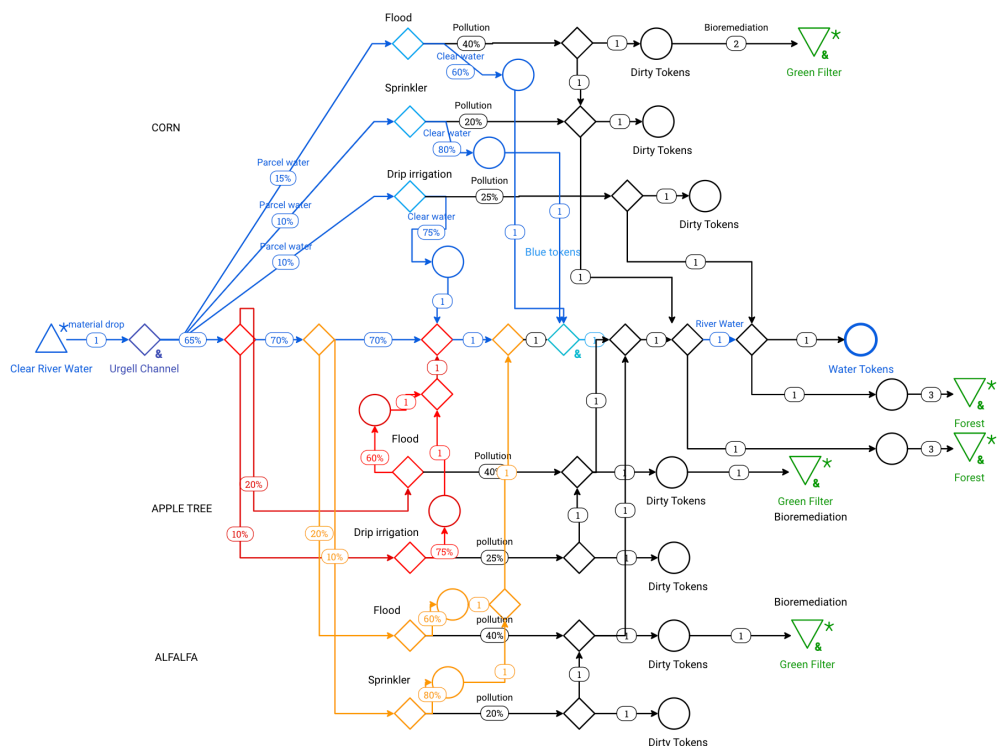 Flood
Pollution
40%
1
Bioremediation
2
*
&
Green Filter
Dirty Tokens
Clear water
60%
1
Sprinkler
Pollution
20%
1
Dirty Tokens
CORN
Clear water
80%
Parcel water
15%
Drip irrigation
Pollution
25%
1
Dirty Tokens
Parcel water
10%
Clear water
75%
1
1
Blue tokens
Parcel water
10%
1
1
1
*
material drop
1
&
65%
70%
70%
1
1
&
1
1
River Water
1
1
Clear River Water
Urgell Channel
Water Tokens
1
1
3
*
&
Forest
1
1
Flood
1
1
3
*
&
Forest
60%
Pollution
40%
1
1
1
*
&
20%
Dirty Tokens
Green Filter
Bioremediation
APPLE TREE
1
1
10%
Drip irrigation
20%
75%
pollution
25%
1
10%
Dirty Tokens
Flood
60%
1
pollution
40%
1
1
Bioremediation
*
&
Dirty Tokens
Green Filter
ALFALFA
Sprinkler
80%
1
1
pollution
20%
1
Dirty Tokens